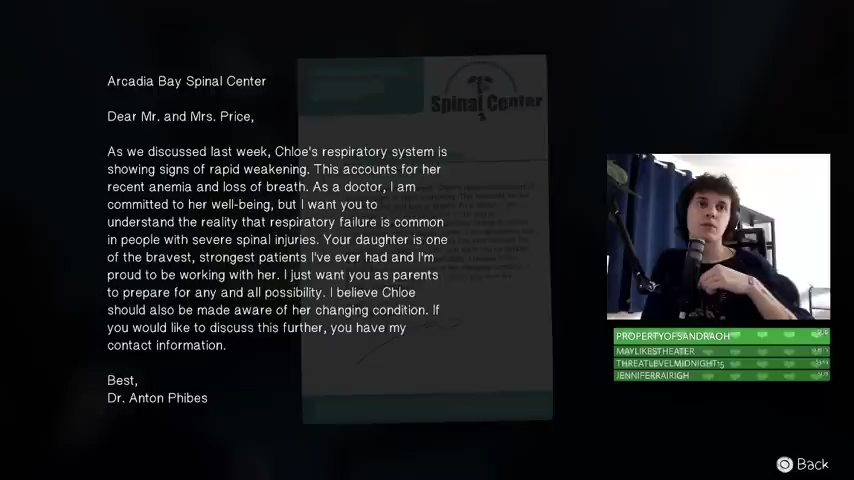 Arcadia Bay Spinal Center
Dear Mr. and Mrs. Price,
As we discussed last week, Chloe's respiratory system is
showing signs of rapid weakening. This accounts for her
recent anemia and loss of breath. As a doctor, I am
committed to her well-being, but I want you to
understand the reality that respiratory failure is common
in people with severe spinal injuries. Your daughter is one
of the bravest, strongest patients I've ever had and I'm
proud to be working with her. I just want you as parents
to prepare for any and all possibility. I believe Chloe
should also be made aware of her changing condition. If
you would like to discuss this further, you have my
contact information.
Best,
Dr. Anton Phibes
Spinal Center
PROPERTYOFSANDRAOH
MAYLIKESTHEATER
THREATLEVELMIDNIGHT15
JENNIFERRAIRIGH
Back